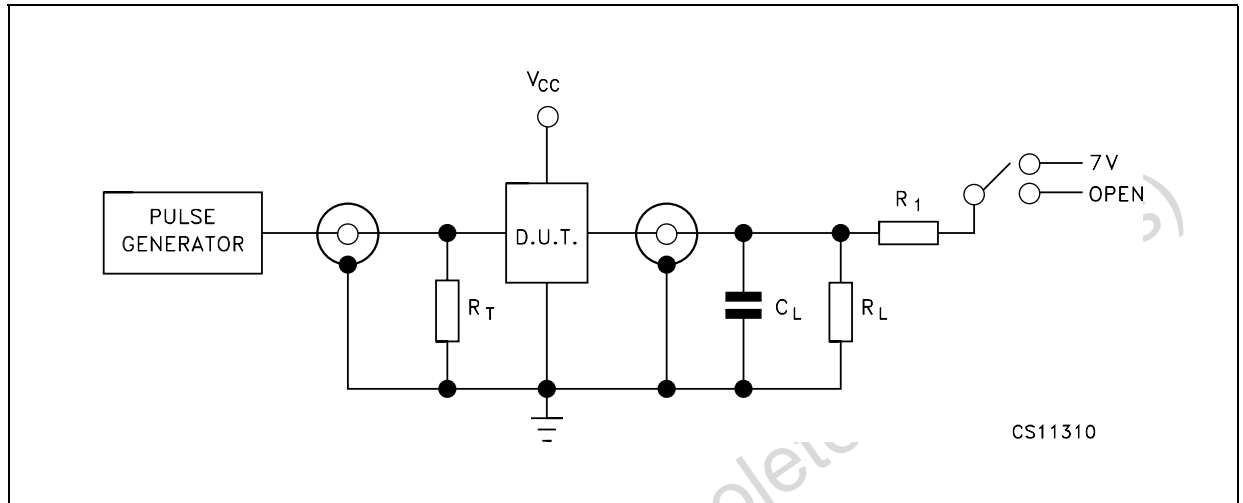 VCC
7V
OPEN
R1
PULSE
GENERATOR
D.U.T.
RT
CL
RL
CS11310